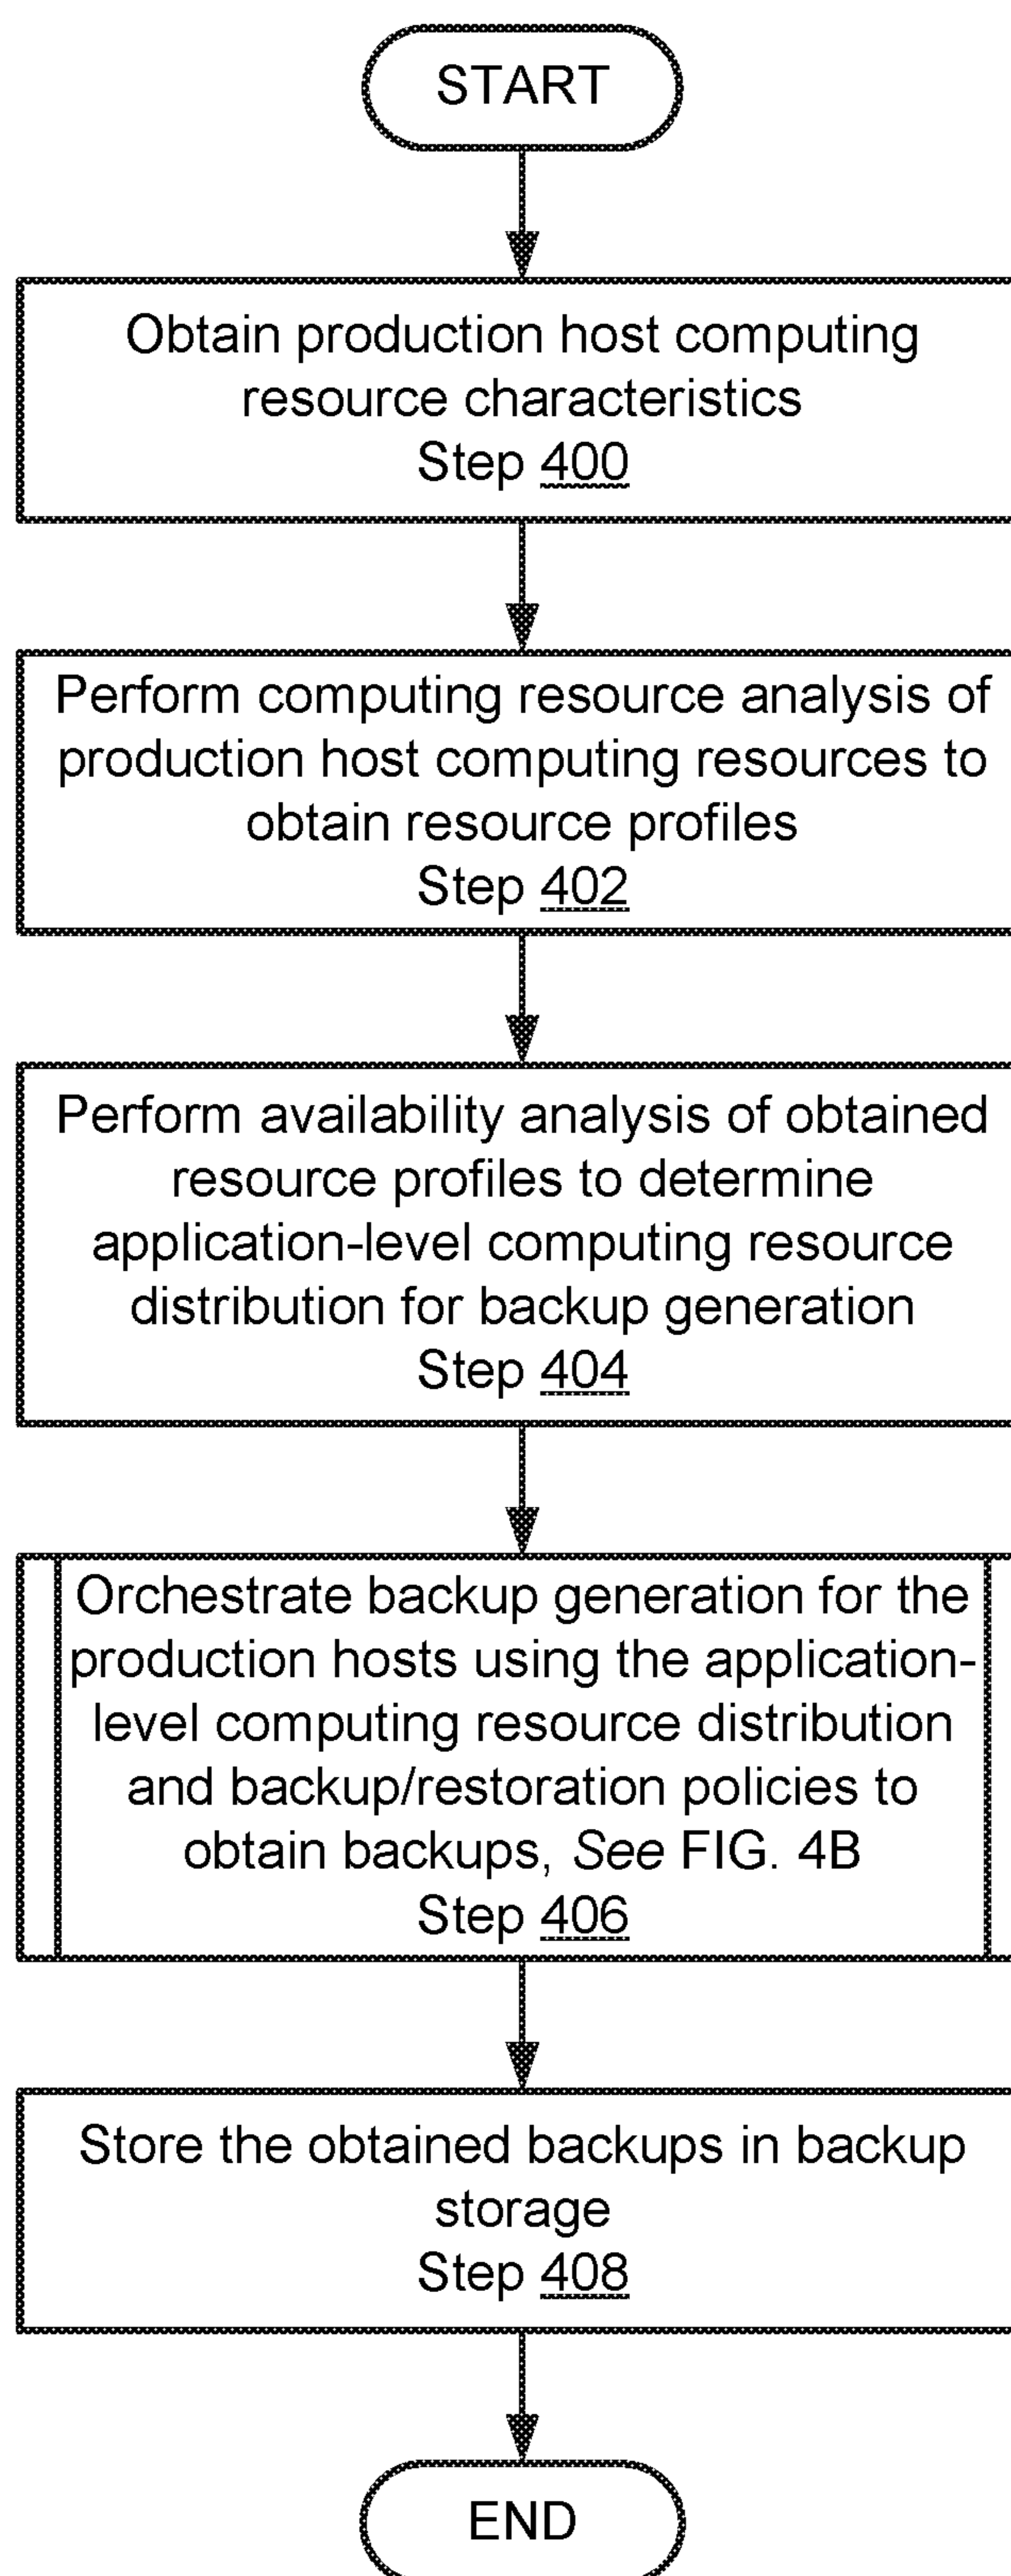 START
Obtain production host computing
resource characteristics
Step 400
Perform computing resource analysis of
production host computing resources to
obtain resource profiles
Step 402
Perform availability analysis of obtained
resource profiles to determine
application-level computing resource
distribution for backup generation
Step 404
Orchestrate backup generation for the
production hosts using the application-
level computing resource distribution
and backup/restoration policies to
obtain backups, See FIG. 4B
Step 406
Store the obtained backups in backup
storage
Step 408
END